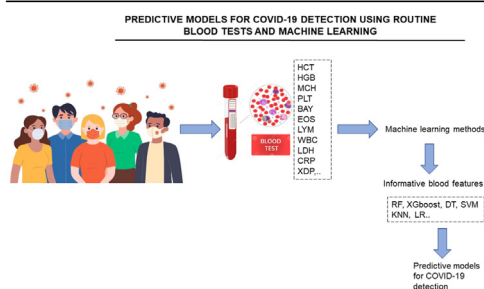 PREDICTIVE MODELS FOR COVID-19 DETECTION USING ROUTINE
BLOOD TESTS AND MACHINE LEARNING
HCT
HGB
MCH
PLT
BAY
EOS
LYM
WBC
LDH
CRP
XDP,..
BLOOD
TEST
Machine learning methods
Informative blood features
RF, XGboost, DT, SVM
KNN, LR..
Predictive models
for COVID-19
detection